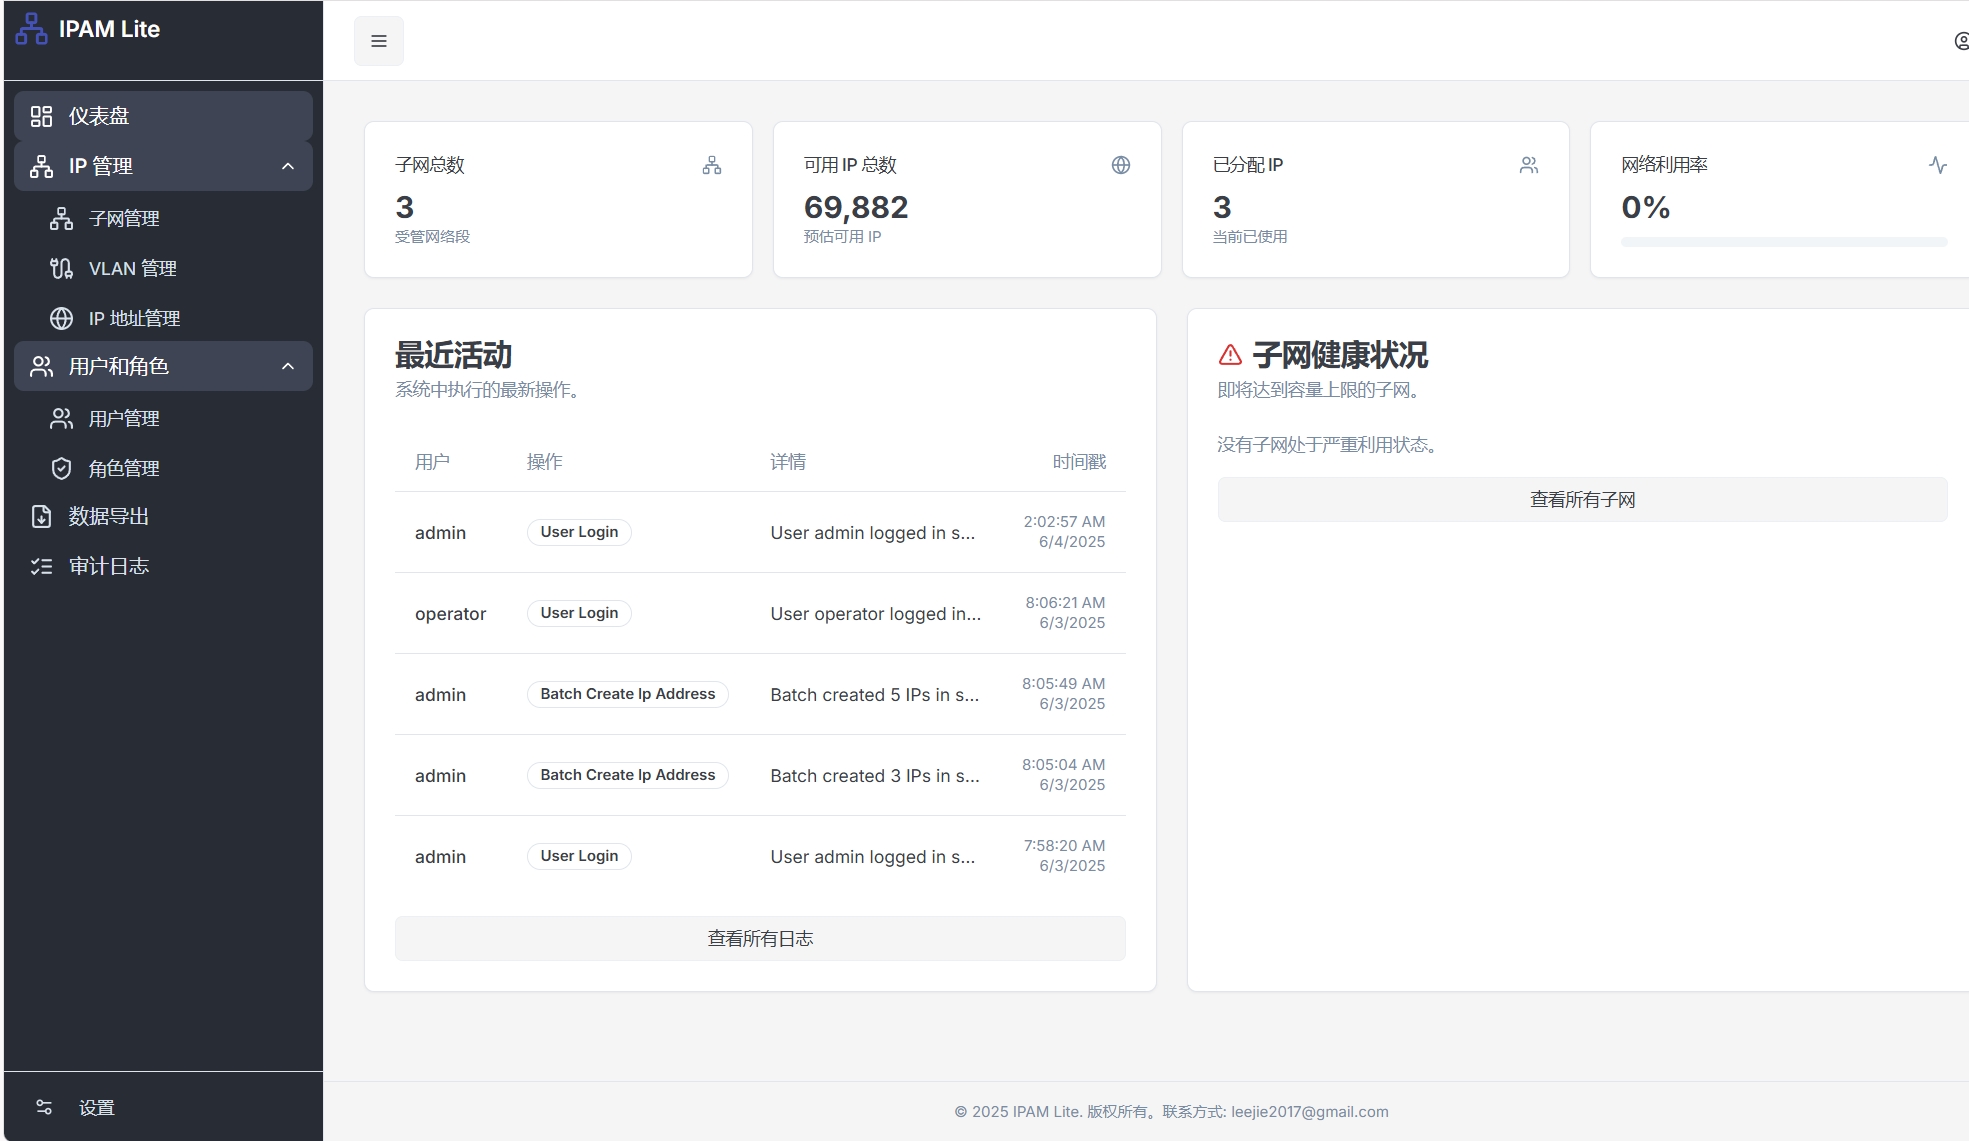 IPAM Lite
仪表盘
IP 管理
子网管理
VLAN 管理
IP 地址管理
用户和角色
用户管理
角色管理
数据导出
审计日志
设置
子网总数
3
受管网络段
可用 IP 总数
69,882
预估可用 IP
已分配 IP
3
当前已使用
网络利用率
0%
最近活动
系统中执行的最新操作。
用户 操作 详情 时间戳
admin User Login User admin logged in s... 2:02:57 AM
6/4/2025
operator User Login User operator logged in... 8:06:21 AM
6/3/2025
admin Batch Create Ip Address Batch created 5 IPs in s... 8:05:49 AM
6/3/2025
admin Batch Create Ip Address Batch created 3 IPs in s... 8:05:04 AM
6/3/2025
admin User Login User admin logged in s... 7:58:20 AM
6/3/2025
查看所有日志
子网健康状况
即将达到容量上限的子网。
没有子网处于严重利用状态。
查看所有子网
© 2025 IPAM Lite. 版权所有。联系方式: leejie2017@gmail.com